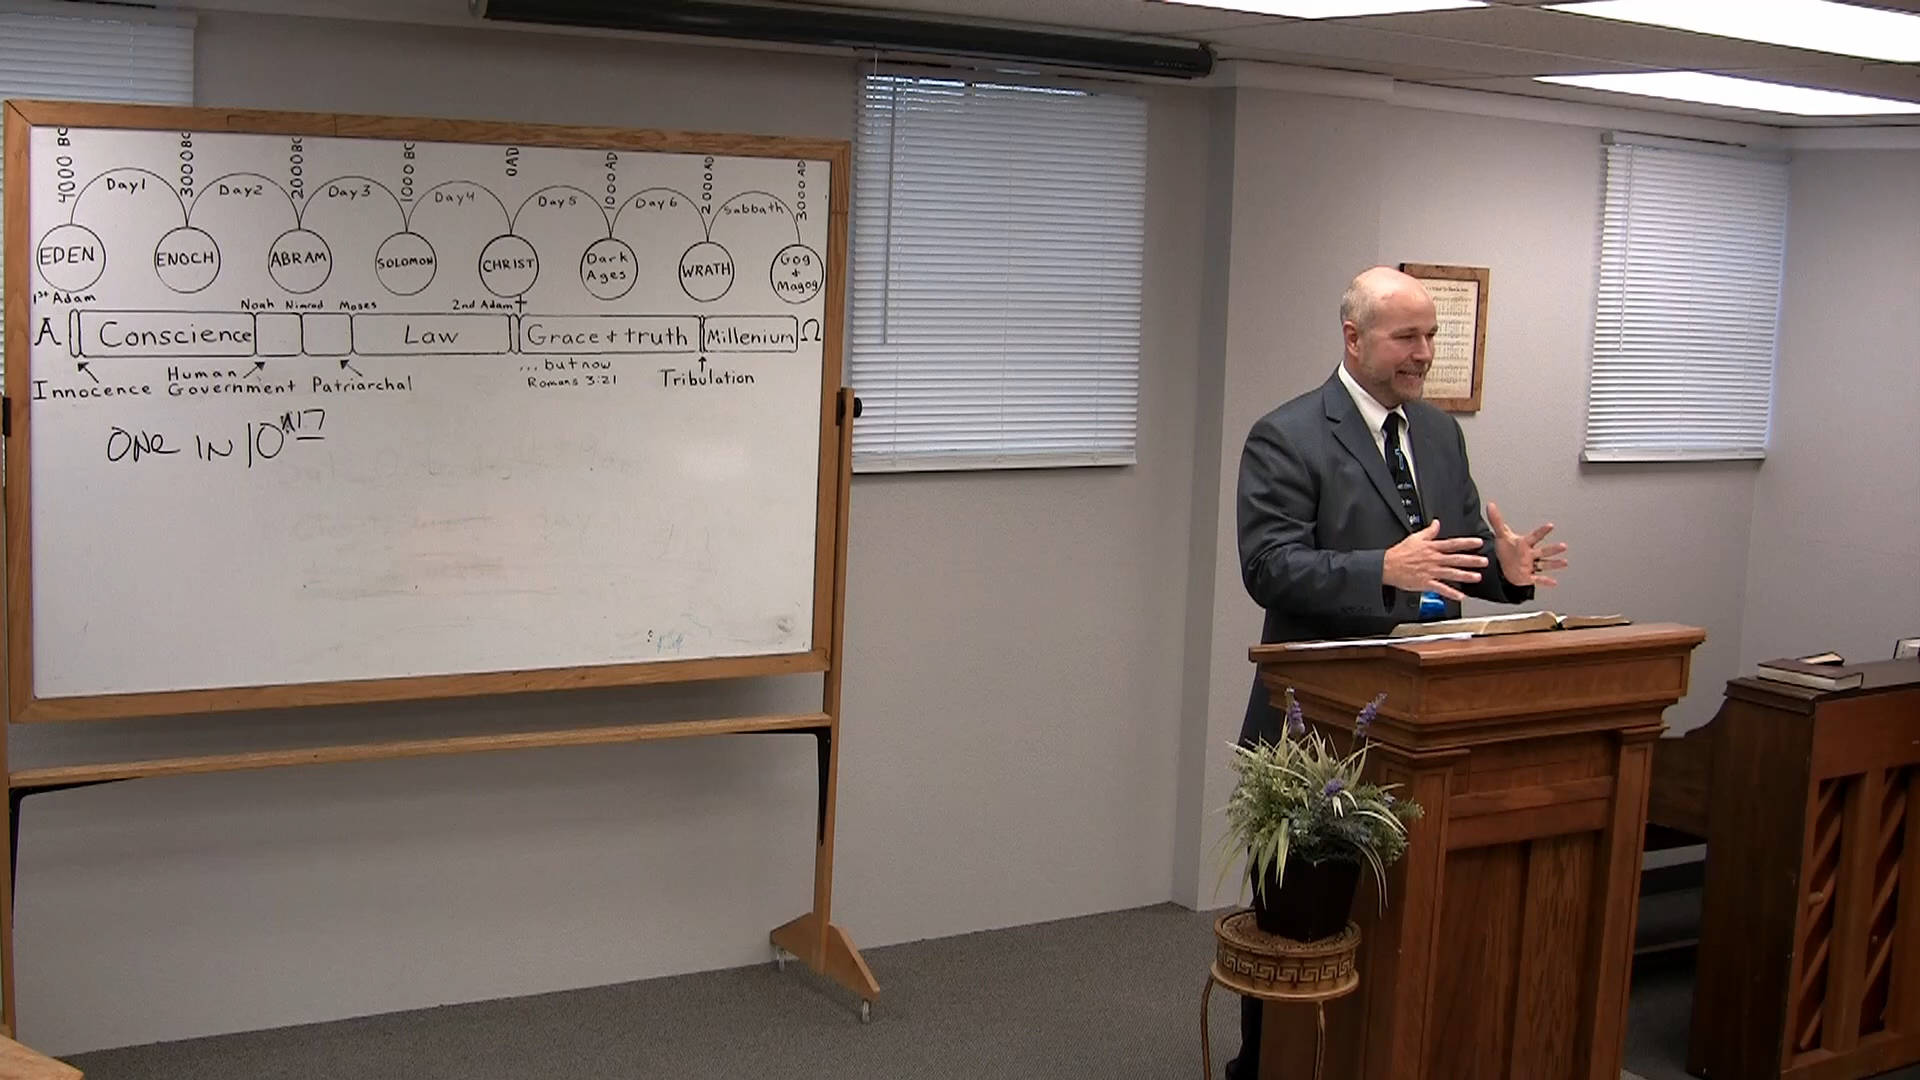 4000 BC 3000 BC 2000 BC 1000 BC 0 AD 1000 AD 2000 AD 3000 AD
Day 1 Day 2 Day 3 Day 4 Day 5 Day 6 Sabbath
EDEN ENOCH ABRAM SOLOMON CHRIST Dark Ages WRATH Gog + Magog
1st Adam Noah Nimrod Moses 2nd Adam
A Conscience Law Grace + truth Millenium Ω
Innocence Human Government Patriarchal ...but now Romans 3:21 Tribulation
ONE IN 10 17